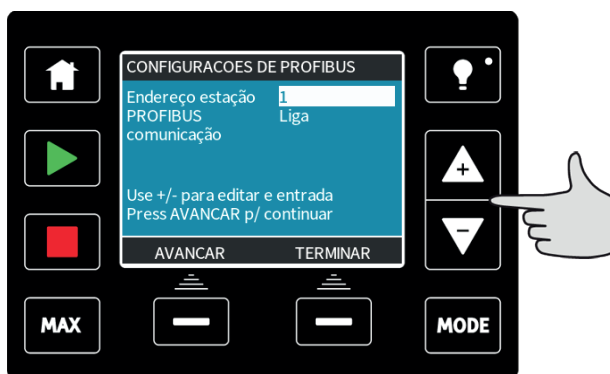 CONFIGURACOES DE PROFIBUS
Endereço estação 1
PROFIBUS Liga
comunicação
Use +/- para editar e entrada
Press AVANCAR p/ continuar
AVANCAR TERMINAR
+
-
MAX
MODE